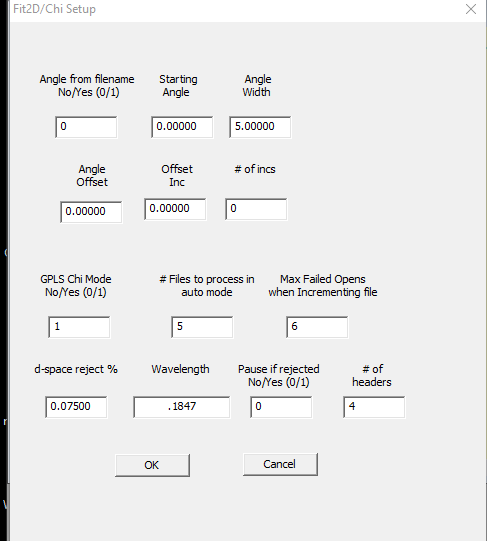 Fit2D/Chi Setup
Angle from filename Starting Angle
No/Yes (0/1) Angle Width
0 0.00000 5.00000
Angle Offset # of incs
Offset Inc
0.00000 0.00000 0
GPLS Chi Mode # Files to process in Max Failed Opens
No/Yes (0/1) auto mode when Incrementing file
1 5 6
d-space reject % Wavelength Pause if rejected # of
No/Yes (0/1) headers
0.07500 .1847 0 4
OK Cancel